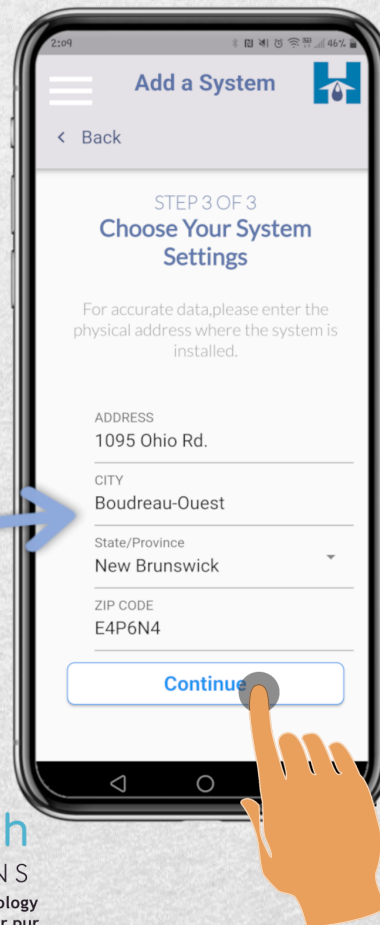 2:09
46%
Add a System
< Back
STEP 3 OF 3
Choose Your System
Settings
For accurate data,please enter the
physical address where the system is
installed.
ADDRESS
1095 Ohio Rd.
CITY
Boudreau-Ouest
State/Province
New Brunswick
ZIP CODE
E4P6N4
Continue
h
N S
ology
r pur